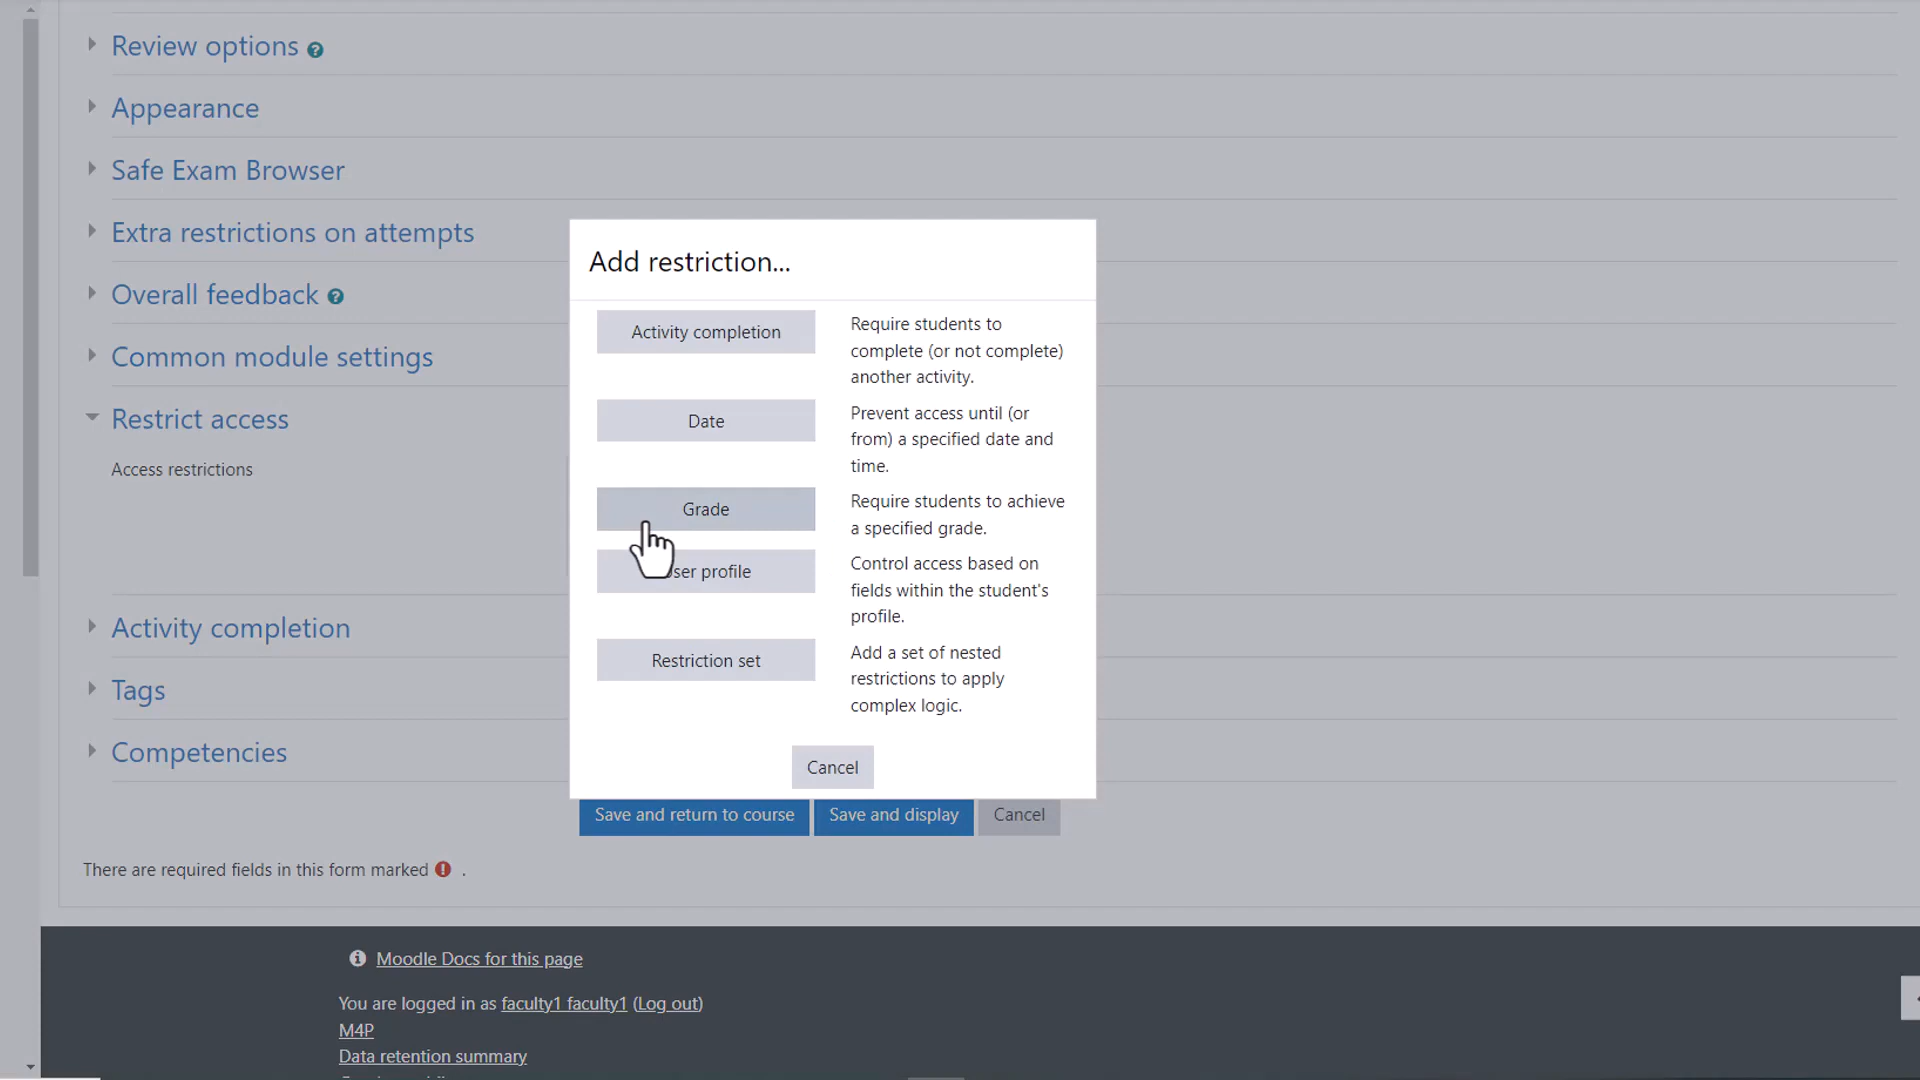 Review options
Appearance
Safe Exam Browser
Extra restrictions on attempts
Overall feedback
Common module settings
Restrict access
Access restrictions
Activity completion
Tags
Competencies
Add restriction...
Activity completion
Require students to
complete (or not complete)
another activity.
Date
Prevent access until (or
from) a specified date and
time.
Grade
Require students to achieve
a specified grade.
ser profile
Control access based on
fields within the student's
profile.
Restriction set
Add a set of nested
restrictions to apply
complex logic.
Cancel
Save and return to course
Save and display
Cancel
There are required fields in this form marked .
Moodle Docs for this page
You are logged in as faculty1 faculty1 (Log out)
M4P
Data retention summary